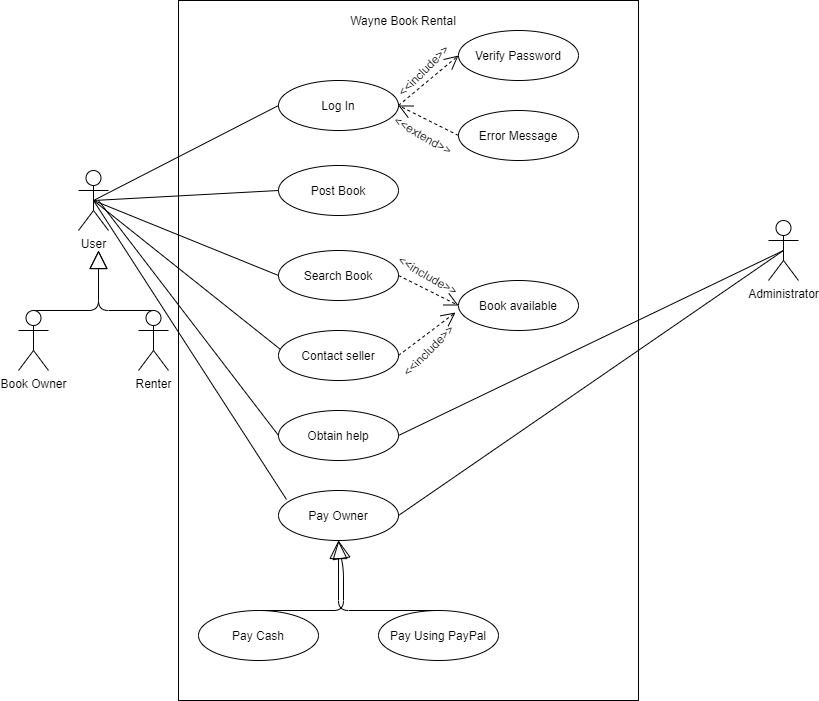 Wayne Book Rental
Verify Password
<<include>>
Log In
<<extend>>
Error Message
Post Book
User
Search Book
<<include>>
Book available
Administrator
Contact seller
<<include>>
Book Owner
Renter
Obtain help
Pay Owner
Pay Cash
Pay Using PayPal